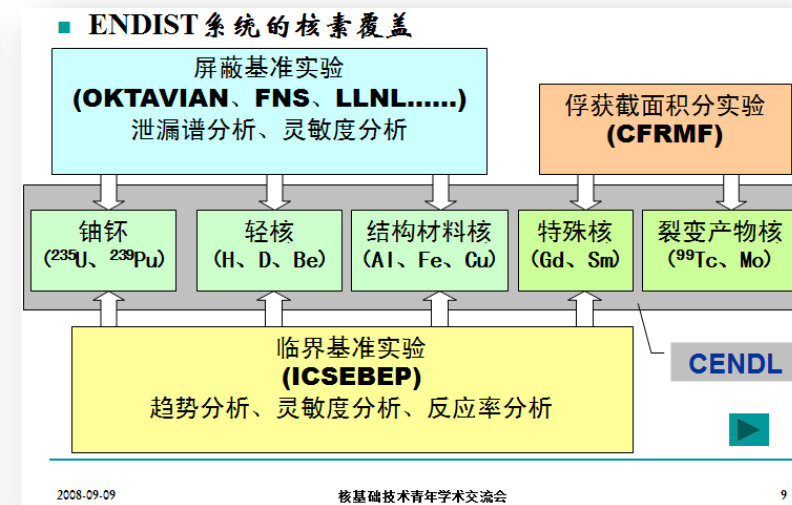 ENDIST系统的核素覆盖
屏蔽基准实验
(OKTAVIAN、FNS、LLNL......)
泄漏谱分析、灵敏度分析
俘获截面积分实验
(CFRMF)
铀钚
(²³⁵U、²³⁹Pu)
轻核
(H、D、Be)
结构材料核
(Al、Fe、Cu)
特殊核
(Gd、Sm)
裂变产物核
(⁹⁹Tc、Mo)
临界基准实验
(ICSEBEP)
趋势分析、灵敏度分析、反应率分析
CENDL
2008-09-09
核基础技术青年学术交流会
9